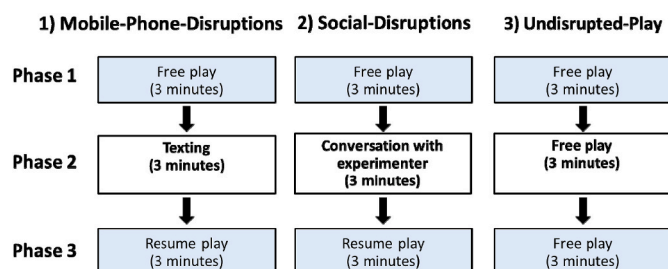 1) Mobile-Phone-Disruptions 2) Social-Disruptions 3) Undisrupted-Play
Phase 1
Free play
(3 minutes)
Free play
(3 minutes)
Free play
(3 minutes)
Phase 2
Texting
(3 minutes)
Conversation with
experimenter
(3 minutes)
Free play
(3 minutes)
Phase 3
Resume play
(3 minutes)
Resume play
(3 minutes)
Free play
(3 minutes)